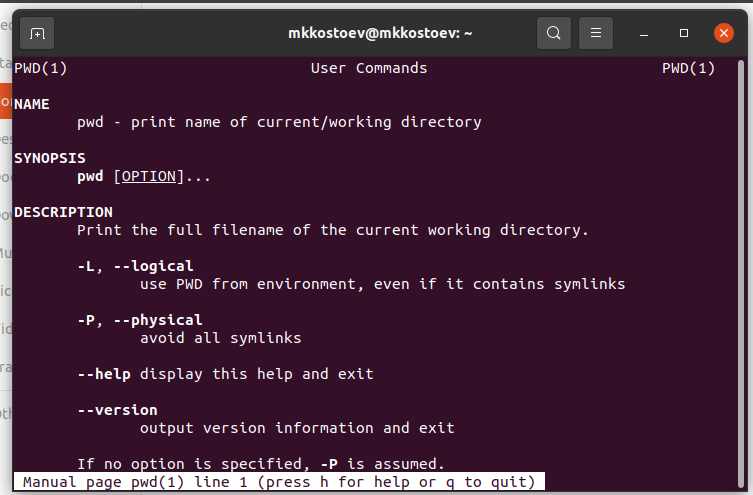 mkkostoev@mkkostoev: ~
PWD(1) User Commands PWD(1)
NAME
pwd - print name of current/working directory
SYNOPSIS
pwd [OPTION]...
DESCRIPTION
Print the full filename of the current working directory.
-L, --logical
use PWD from environment, even if it contains symlinks
-P, --physical
avoid all symlinks
--help display this help and exit
--version
output version information and exit
If no option is specified, -P is assumed.
Manual page pwd(1) line 1 (press h for help or q to quit)